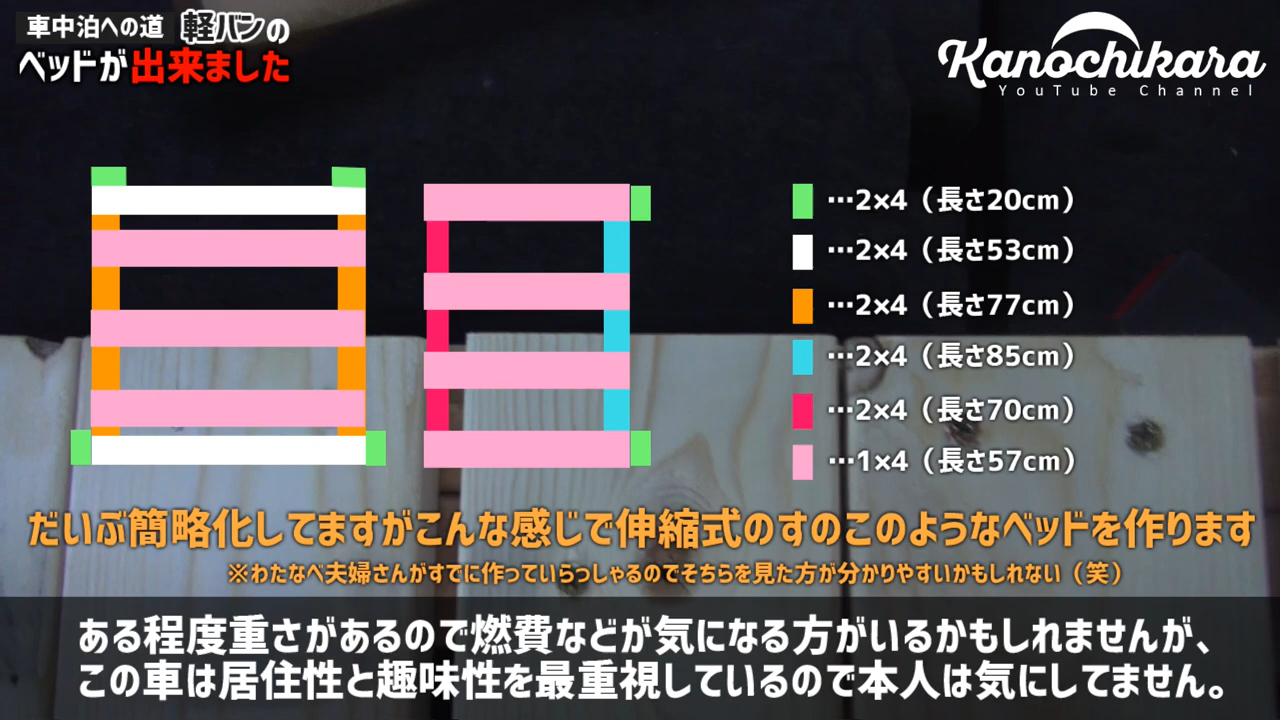 車中泊への道 軽バンの
ベッドが出来ました
Kanochikara
YouTube Channel
…2×4（長さ20cm）
…2×4（長さ53cm）
…2×4（長さ77cm）
…2×4（長さ85cm）
…2×4（長さ70cm）
…1×4（長さ57cm）
だいぶ簡略化してますがこんな感じで伸縮式のすのこのようなベッドを作ります
※わたなべ夫婦さんがすでに作っていらっしゃるのでそちらを見た方が分かりやすいかもしれない（笑）
ある程度重さがあるので燃費などが気になる方がいるかもしれませんが、
この車は居住性と趣味性を最重視しているので本人は気にしてません。